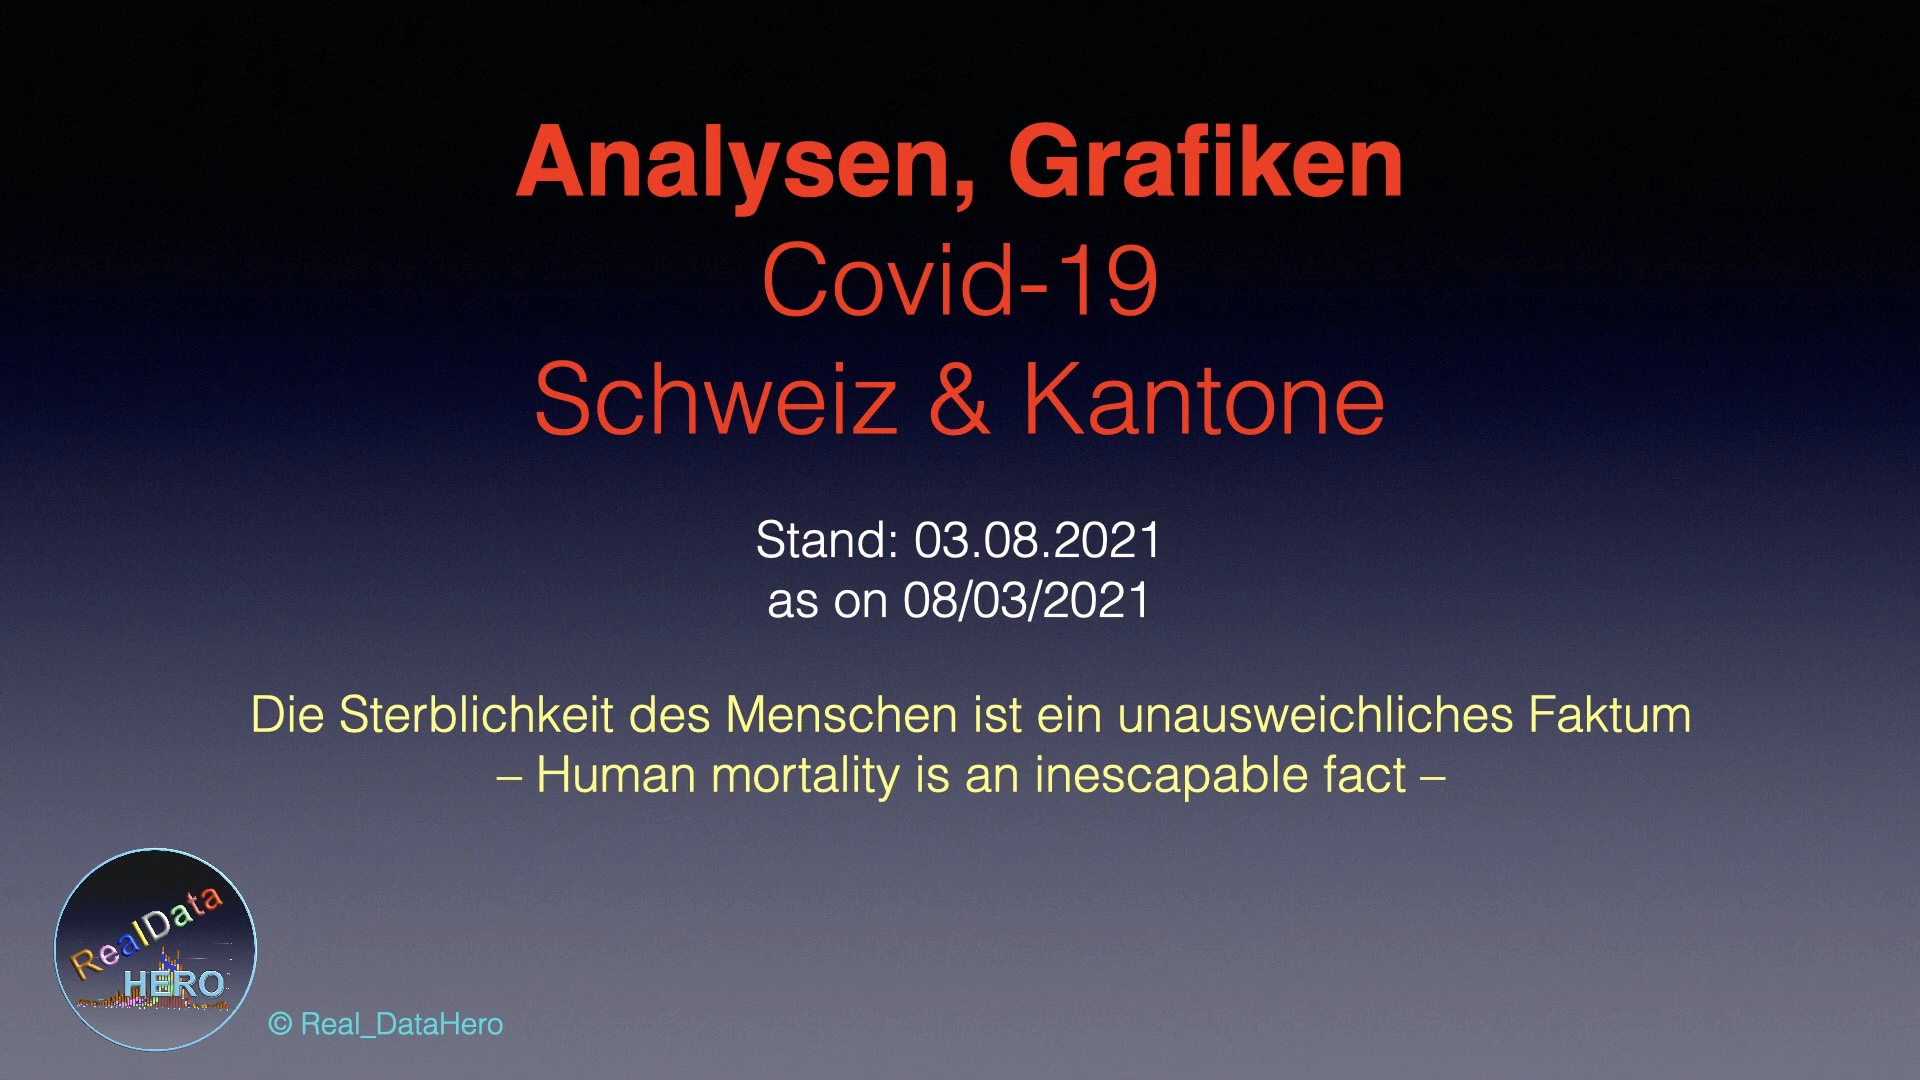 Analysen, Grafiken
Covid-19
Schweiz & Kantone
Stand: 03.08.2021
as on 08/03/2021
Die Sterblichkeit des Menschen ist ein unausweichliches Faktum
– Human mortality is an inescapable fact –
RealData
HERO
© Real_DataHero